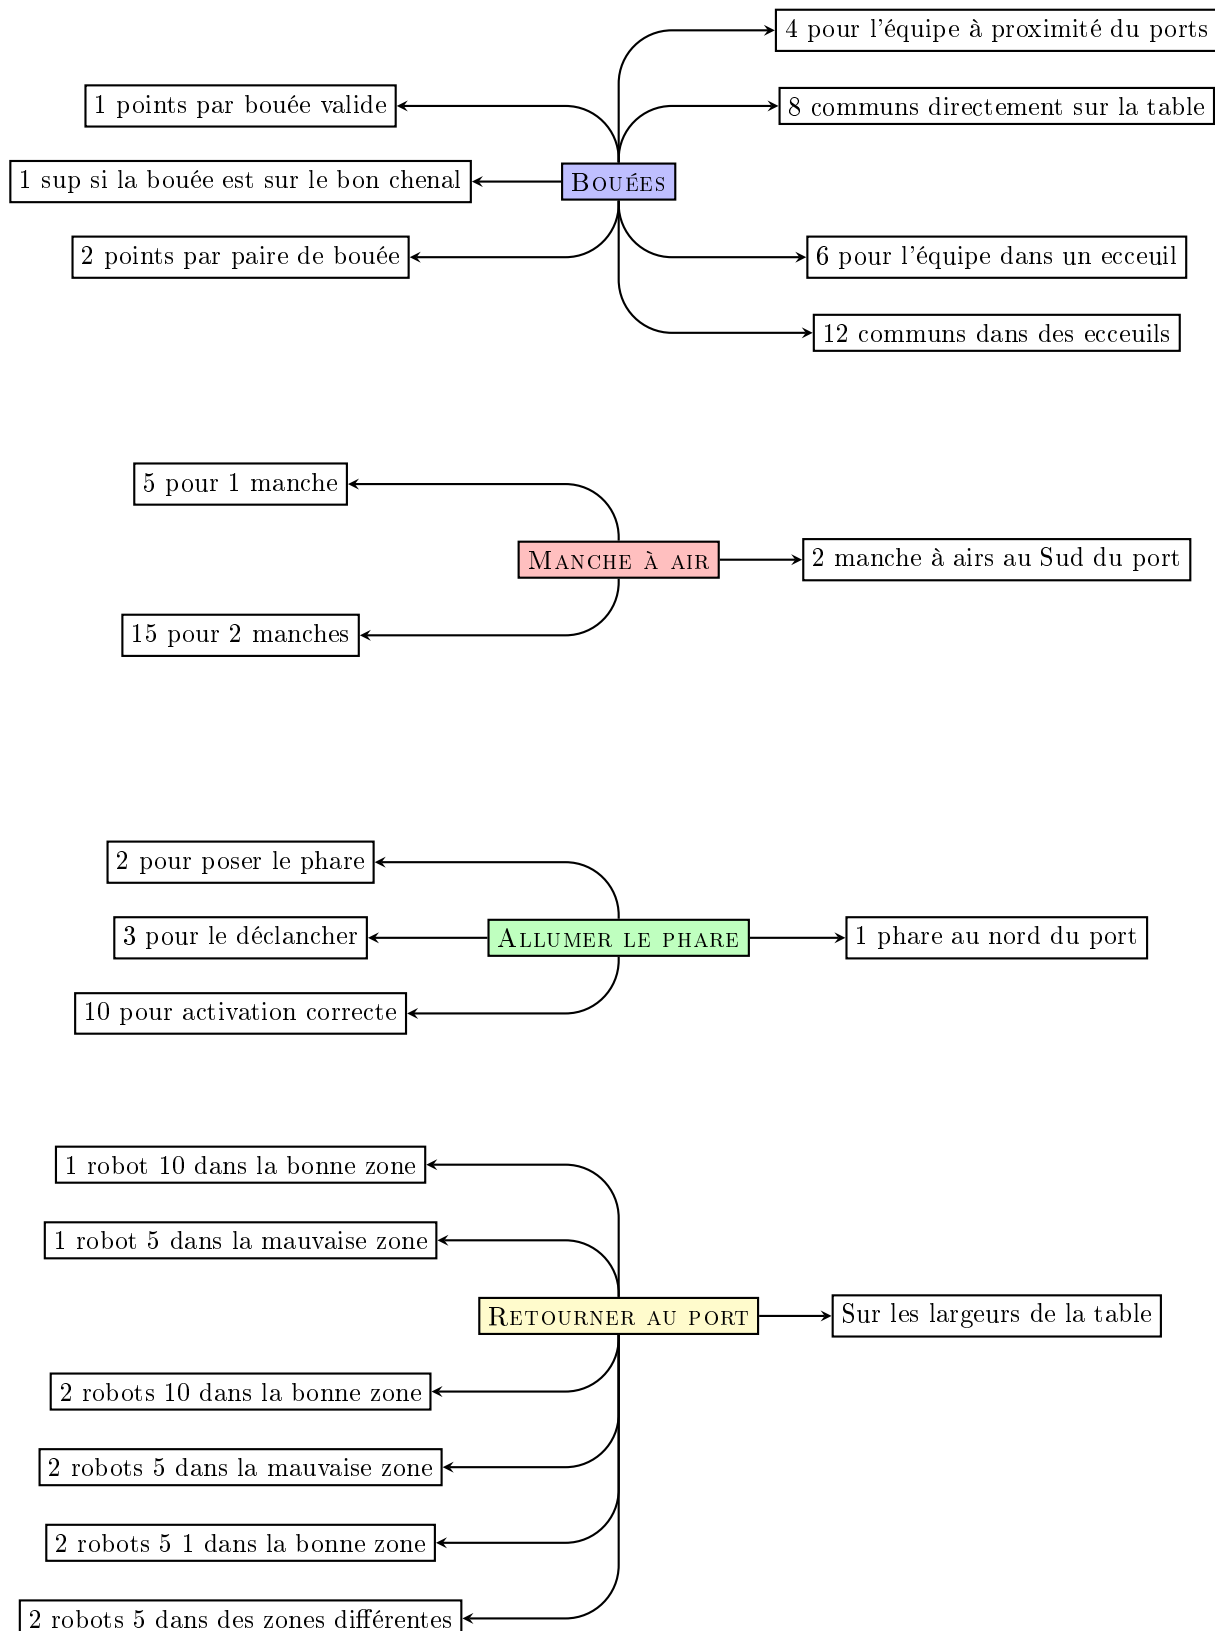 4 pour l'équipe à proximité du ports
1 points par bouée valide
8 communs directement sur la table
1 sup si la bouée est sur le bon chenal
Bouées
2 points par paire de bouée
6 pour l'équipe dans un ecceuil
12 communs dans des ecceuils
5 pour 1 manche
Manche à air
2 manche à airs au Sud du port
15 pour 2 manches
2 pour poser le phare
3 pour le déclancher
Allumer le phare
1 phare au nord du port
10 pour activation correcte
1 robot 10 dans la bonne zone
1 robot 5 dans la mauvaise zone
Retourner au port
Sur les largeurs de la table
2 robots 10 dans la bonne zone
2 robots 5 dans la mauvaise zone
2 robots 5 1 dans la bonne zone
2 robots 5 dans des zones différentes